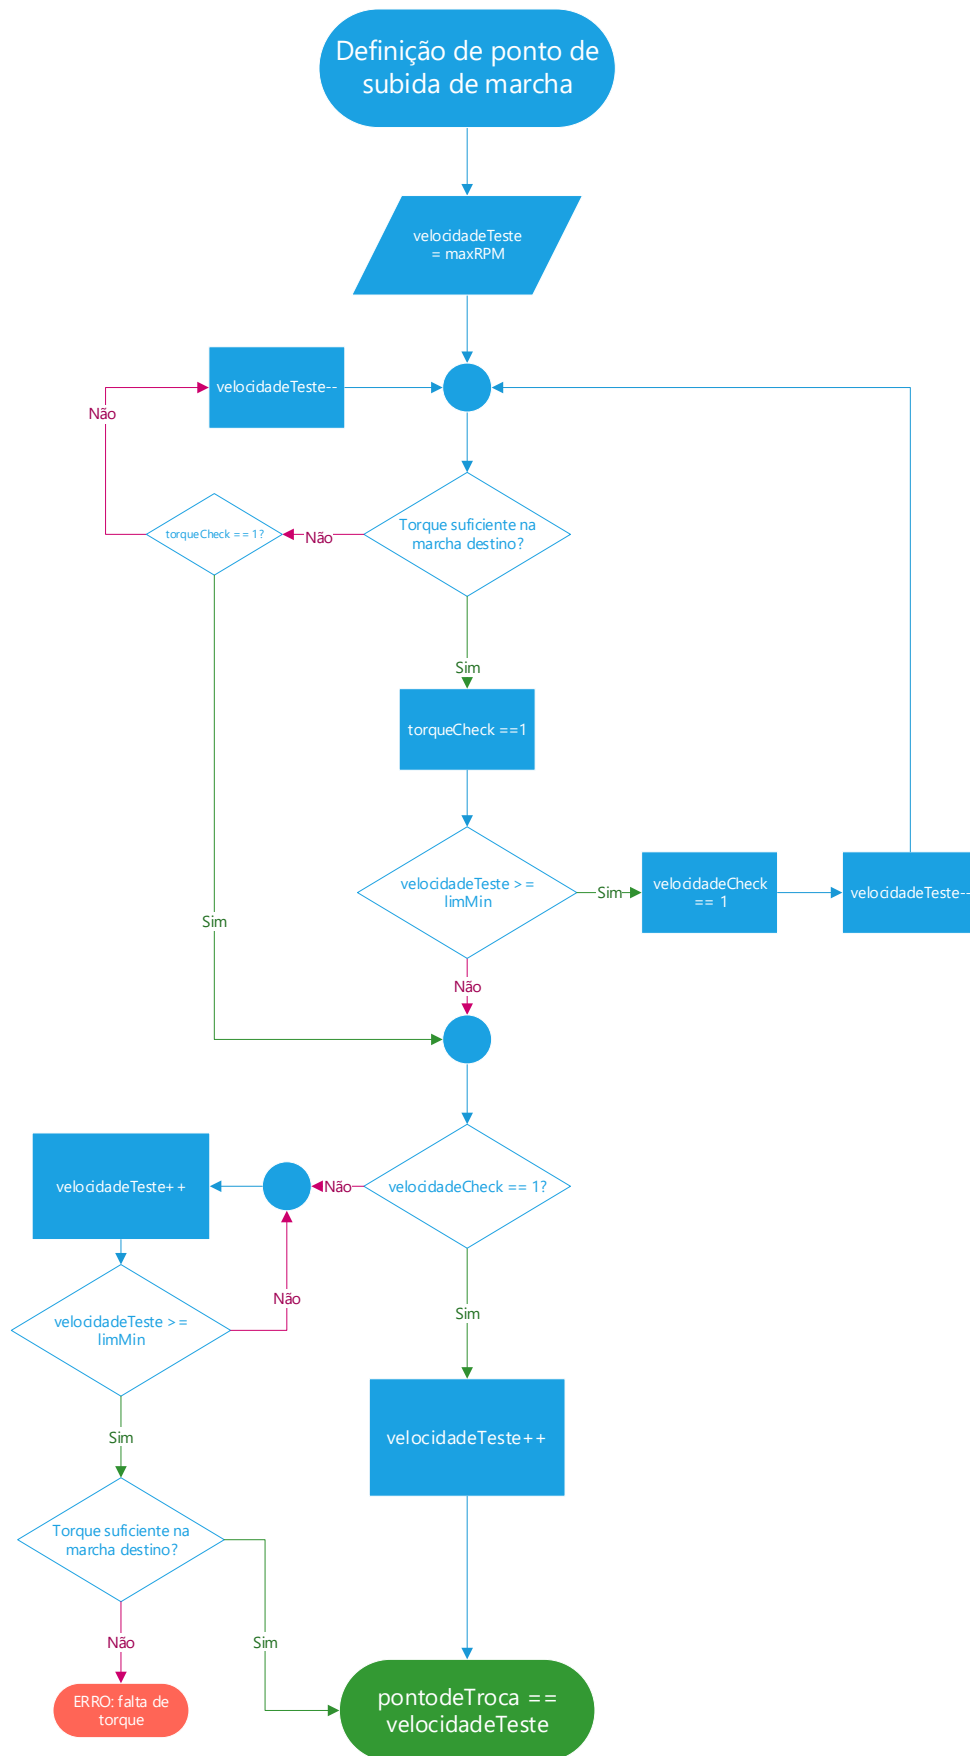 Definição de ponto de
subida de marcha
velocidadeTeste
= maxRPM
velocidadeTeste--
Não
torqueCheck == 1?
Não
Torque suficiente na
marcha destino?
Sim
torqueCheck ==1
velocidadeTeste >=
limMin
Sim
velocidadeCheck
== 1
velocidadeTeste--
Sim
Não
velocidadeTeste++
Não
velocidadeCheck == 1?
Não
Sim
velocidadeTeste >=
limMin
Sim
velocidadeTeste++
Torque suficiente na
marcha destino?
Não
Sim
ERRO: falta de
torque
pontodeTroca ==
velocidadeTeste